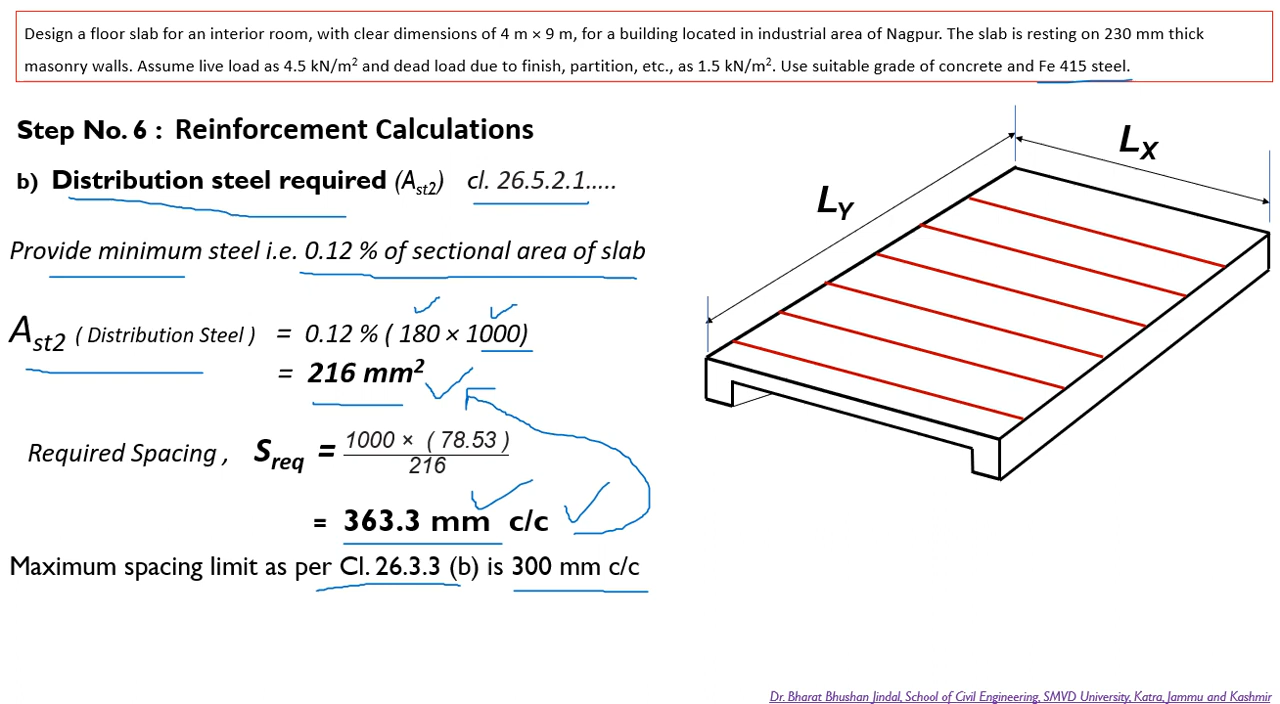 Design a floor slab for an interior room, with clear dimensions of 4 m × 9 m, for a building located in industrial area of Nagpur. The slab is resting on 230 mm thick
masonry walls. Assume live load as 4.5 kN/m² and dead load due to finish, partition, etc., as 1.5 kN/m². Use suitable grade of concrete and Fe 415 steel.
Step No. 6 : Reinforcement Calculations
b) Distribution steel required (Ast2) cl. 26.5.2.1.....
Provide minimum steel i.e. 0.12 % of sectional area of slab
Ast2 ( Distribution Steel ) = 0.12 % ( 180 × 1000)
= 216 mm²
Required Spacing , Sreq = 1000 × ( 78.53 )
216
= 363.3 mm c/c
Maximum spacing limit as per Cl. 26.3.3 (b) is 300 mm c/c
LX
LY
Dr. Bharat Bhushan Jindal, School of Civil Engineering, SMVD University, Katra, Jammu and Kashmir